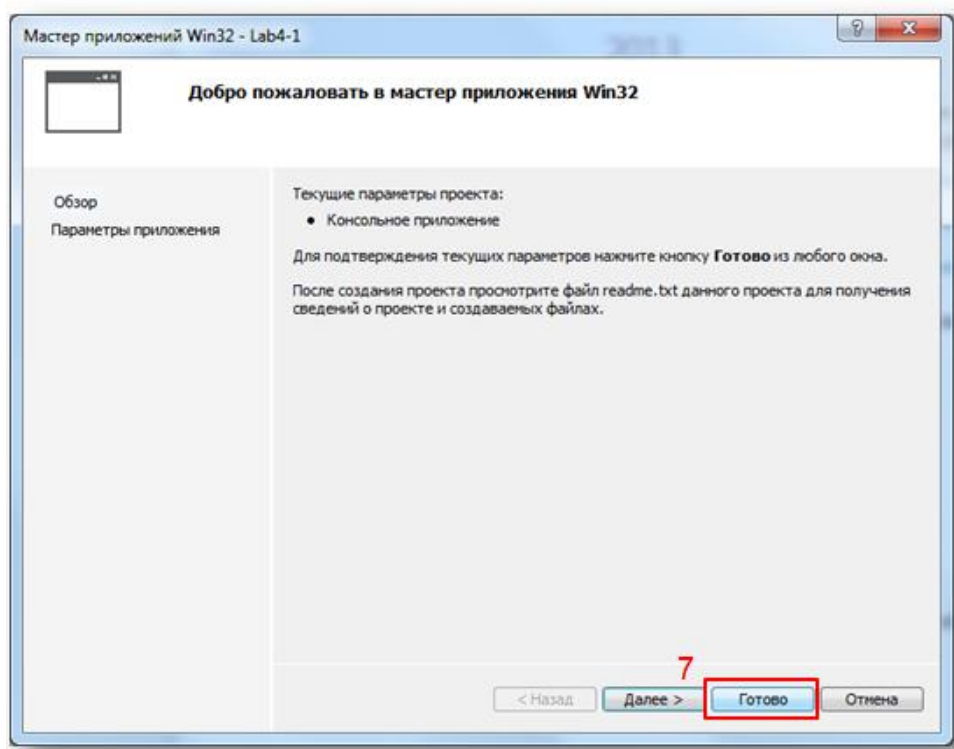 Мастер приложений Win32 - Lab4-1
2013
Добро пожаловать в мастер приложения Win32
Обзор
Параметры приложения
Текущие параметры проекта:
• Консольное приложение
Для подтверждения текущих параметров нажмите кнопку Готово из любого окна.
После создания проекта просмотрите файл readme.txt данного проекта для получения
сведений о проекте и создаваемых файлах.
7
< Назад Далее > Готово Отмена